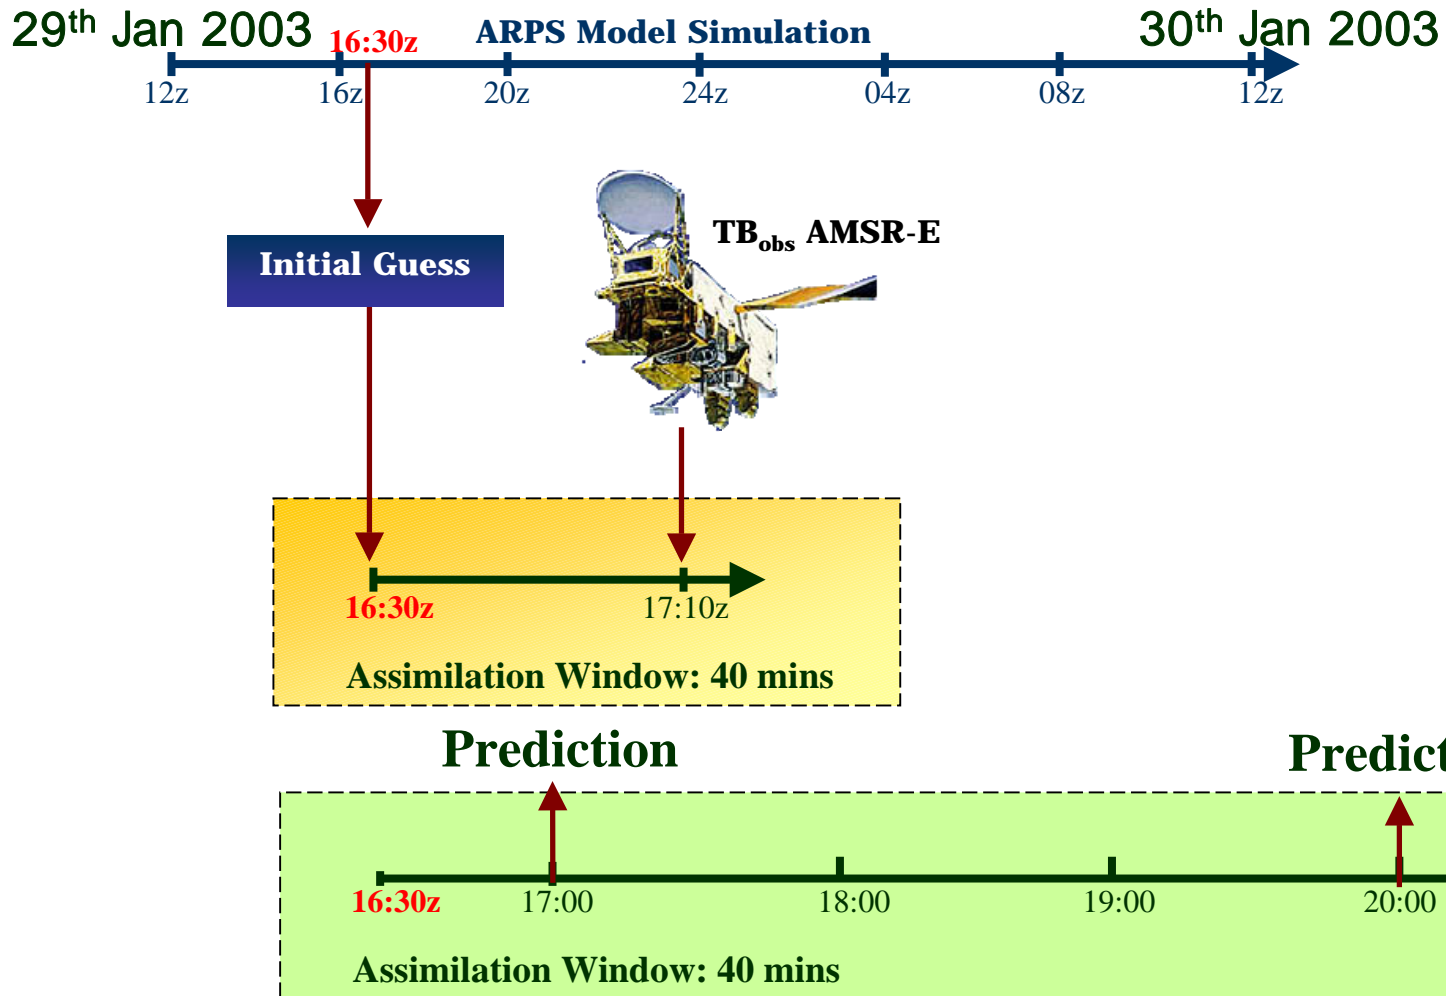 29th Jan 2003
16:30z
ARPS Model Simulation
30th Jan 2003
12z 16z 20z 24z 04z 08z 12z
Initial Guess
TBobs AMSR-E
16:30z 17:10z
Assimilation Window: 40 mins
Prediction
Predict
16:30z 17:00 18:00 19:00 20:00
Assimilation Window: 40 mins